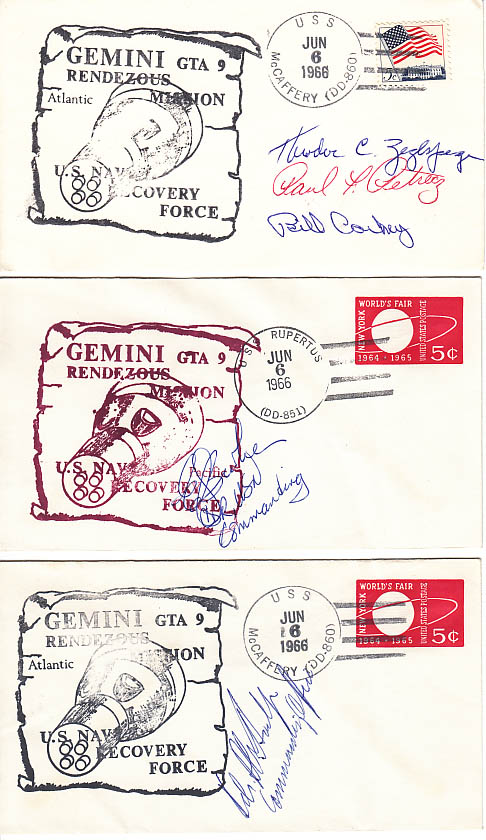 GEMINI GTA 9
RENDEZOUS
Atlantic MISSION
U.S. NAVY
RECOVERY
FORCE
USS
JUN
6
1966
McCAFFERY (DD-860)
Theodor C.
Paul
Bill
GEMINI GTA 9
RENDEZOUS
MISSION
U.S. NAVY Pacific
RECOVERY
FORCE
USS RUPERTUS
JUN
6
1966
(DD-851)
WORLD'S FAIR
NEW YORK
UNITED STATES POSTAGE
1964 - 1965 5¢
Commanding
GEMINI GTA 9
RENDEZOUS
Atlantic MISSION
U.S. NAVY
RECOVERY
FORCE
USS
JUN
6
1966
McCAFFERY (DD-860)
WORLD'S FAIR
NEW YORK
UNITED STATES POSTAGE
1964 - 1965 5¢
Commanding